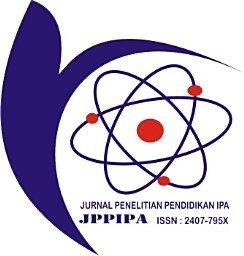 JURNAL PENELITIAN PENDIDIKAN IPA
JPPIPA ISSN : 2407-795X